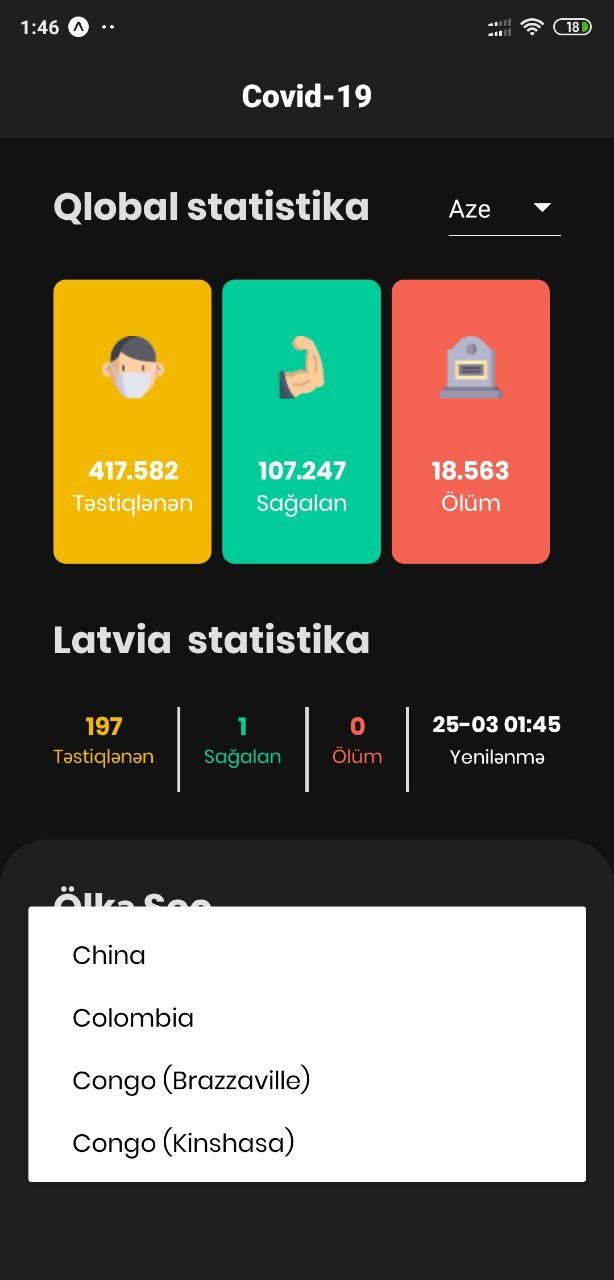 1:46
18
Covid-19
Qlobal statistika
Aze
417.582
Təstiqlənən
107.247
Sağalan
18.563
Ölüm
Latvia statistika
197
Təstiqlənən
1
Sağalan
0
Ölüm
25-03 01:45
Yenilənmə
Ölkə Seç
China
Colombia
Congo (Brazzaville)
Congo (Kinshasa)